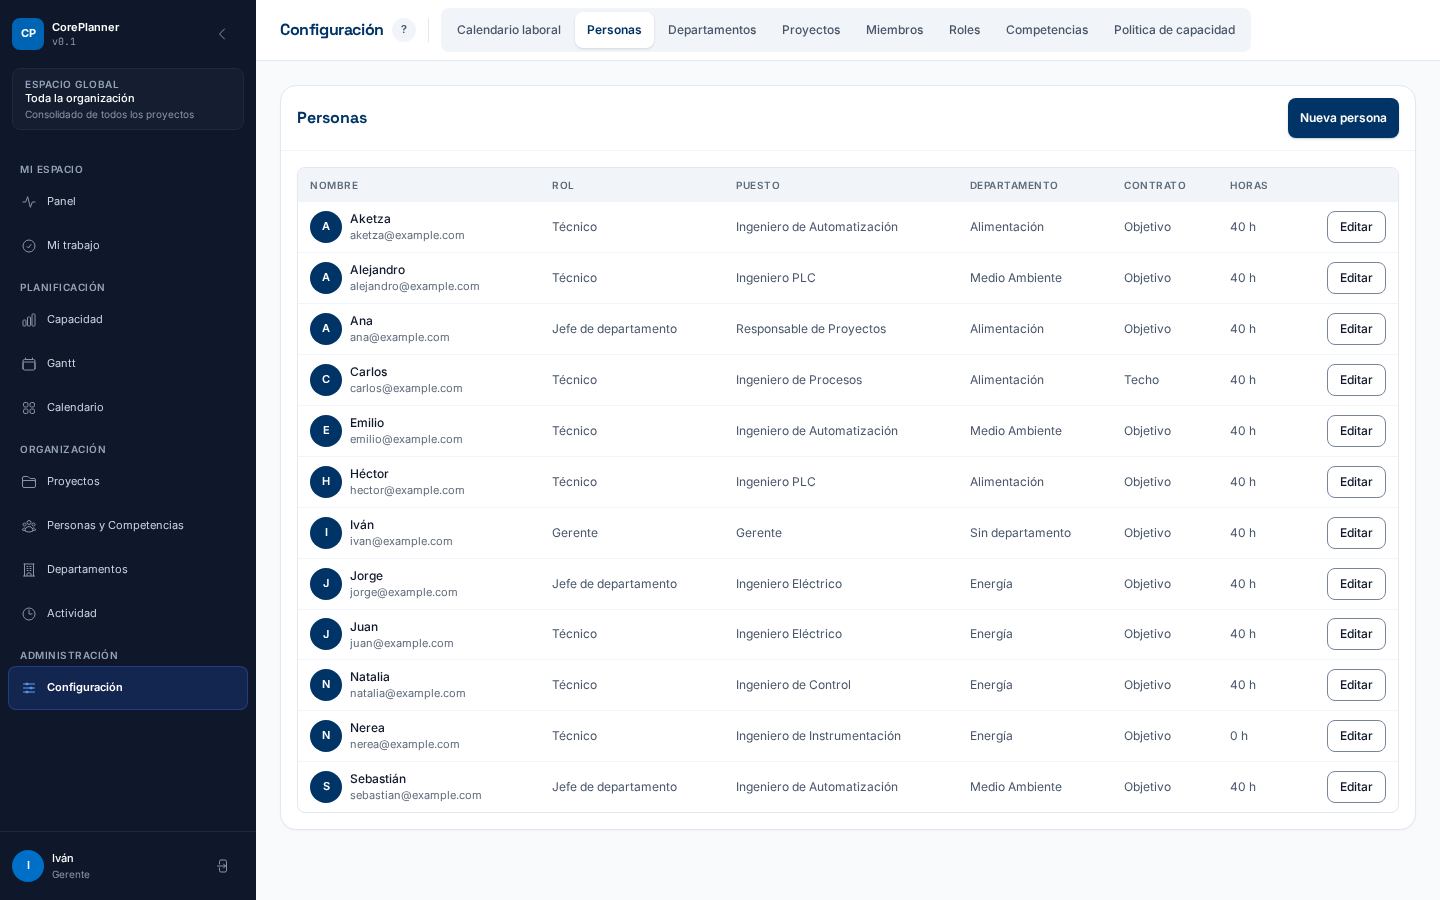 CP
CorePlanner
v0.1
ESPACIO GLOBAL
Toda la organización
Consolidado de todos los proyectos
MI ESPACIO
Panel
Mi trabajo
PLANIFICACIÓN
Capacidad
Gantt
Calendario
ORGANIZACIÓN
Proyectos
Personas y Competencias
Departamentos
Actividad
ADMINISTRACIÓN
Configuración
I
Iván
Gerente
Configuración ? Calendario laboral Personas Departamentos Proyectos Miembros Roles Competencias Politica de capacidad
Personas Nueva persona
NOMBRE ROL PUESTO DEPARTAMENTO CONTRATO HORAS
A Aketza Técnico Ingeniero de Automatización Alimentación Objetivo 40 h Editar
aketza@example.com
A Alejandro Técnico Ingeniero PLC Medio Ambiente Objetivo 40 h Editar
alejandro@example.com
A Ana Jefe de departamento Responsable de Proyectos Alimentación Objetivo 40 h Editar
ana@example.com
C Carlos Técnico Ingeniero de Procesos Alimentación Techo 40 h Editar
carlos@example.com
E Emilio Técnico Ingeniero de Automatización Medio Ambiente Objetivo 40 h Editar
emilio@example.com
H Héctor Técnico Ingeniero PLC Alimentación Objetivo 40 h Editar
hector@example.com
I Iván Gerente Gerente Sin departamento Objetivo 40 h Editar
ivan@example.com
J Jorge Jefe de departamento Ingeniero Eléctrico Energía Objetivo 40 h Editar
jorge@example.com
J Juan Técnico Ingeniero Eléctrico Energía Objetivo 40 h Editar
juan@example.com
N Natalia Técnico Ingeniero de Control Energía Objetivo 40 h Editar
natalia@example.com
N Nerea Técnico Ingeniero de Instrumentación Energía Objetivo 0 h Editar
nerea@example.com
S Sebastián Jefe de departamento Ingeniero de Automatización Medio Ambiente Objetivo 40 h Editar
sebastian@example.com